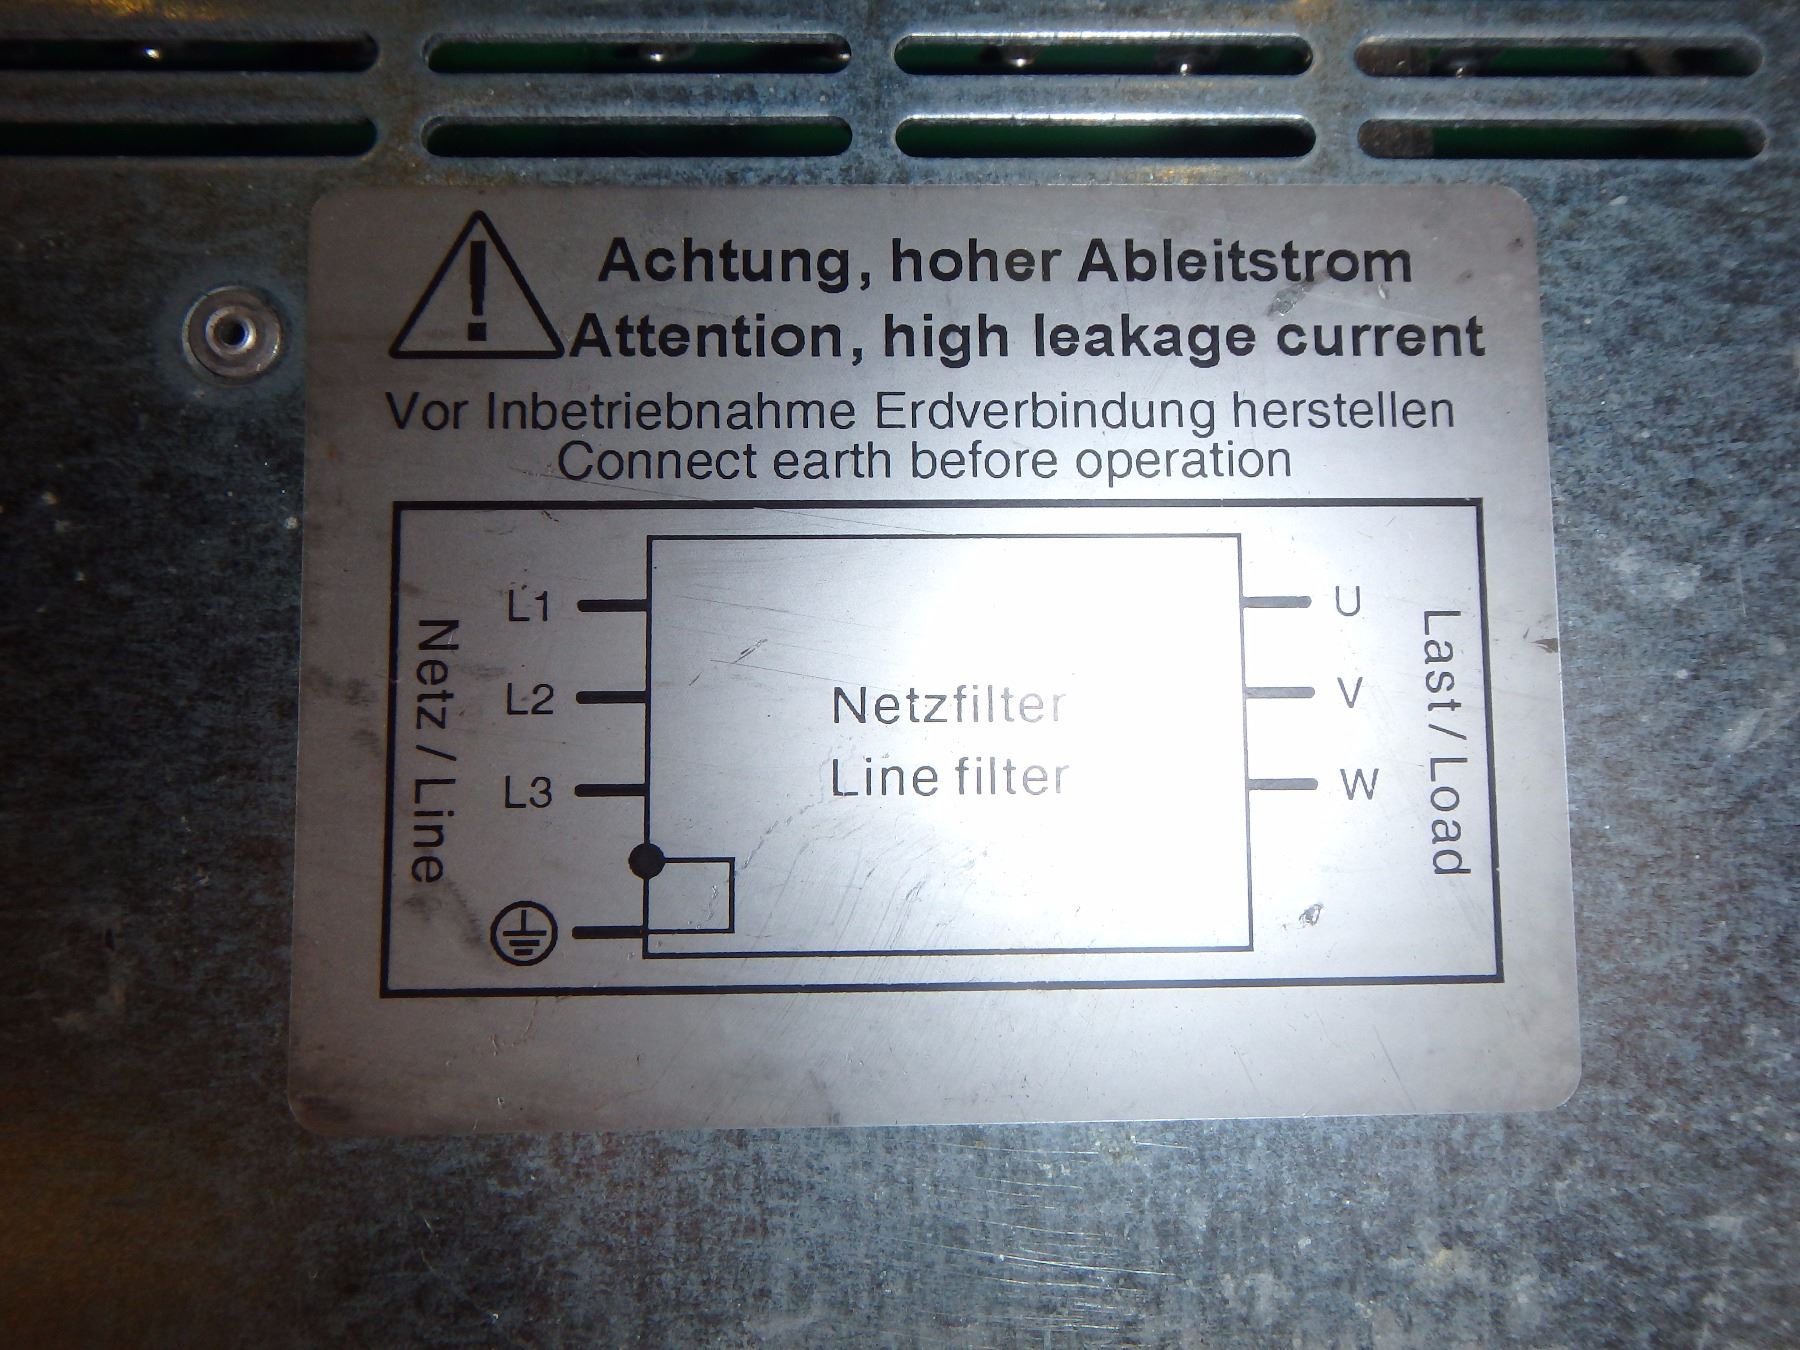 Achtung, hoher Ableitstrom
Attention, high leakage current
Vor Inbetriebnahme Erdverbindung herstellen
Connect earth before operation
Netz / Line
L1
L2
L3
Netzfilter
Line filter
U
V
W
Last / Load